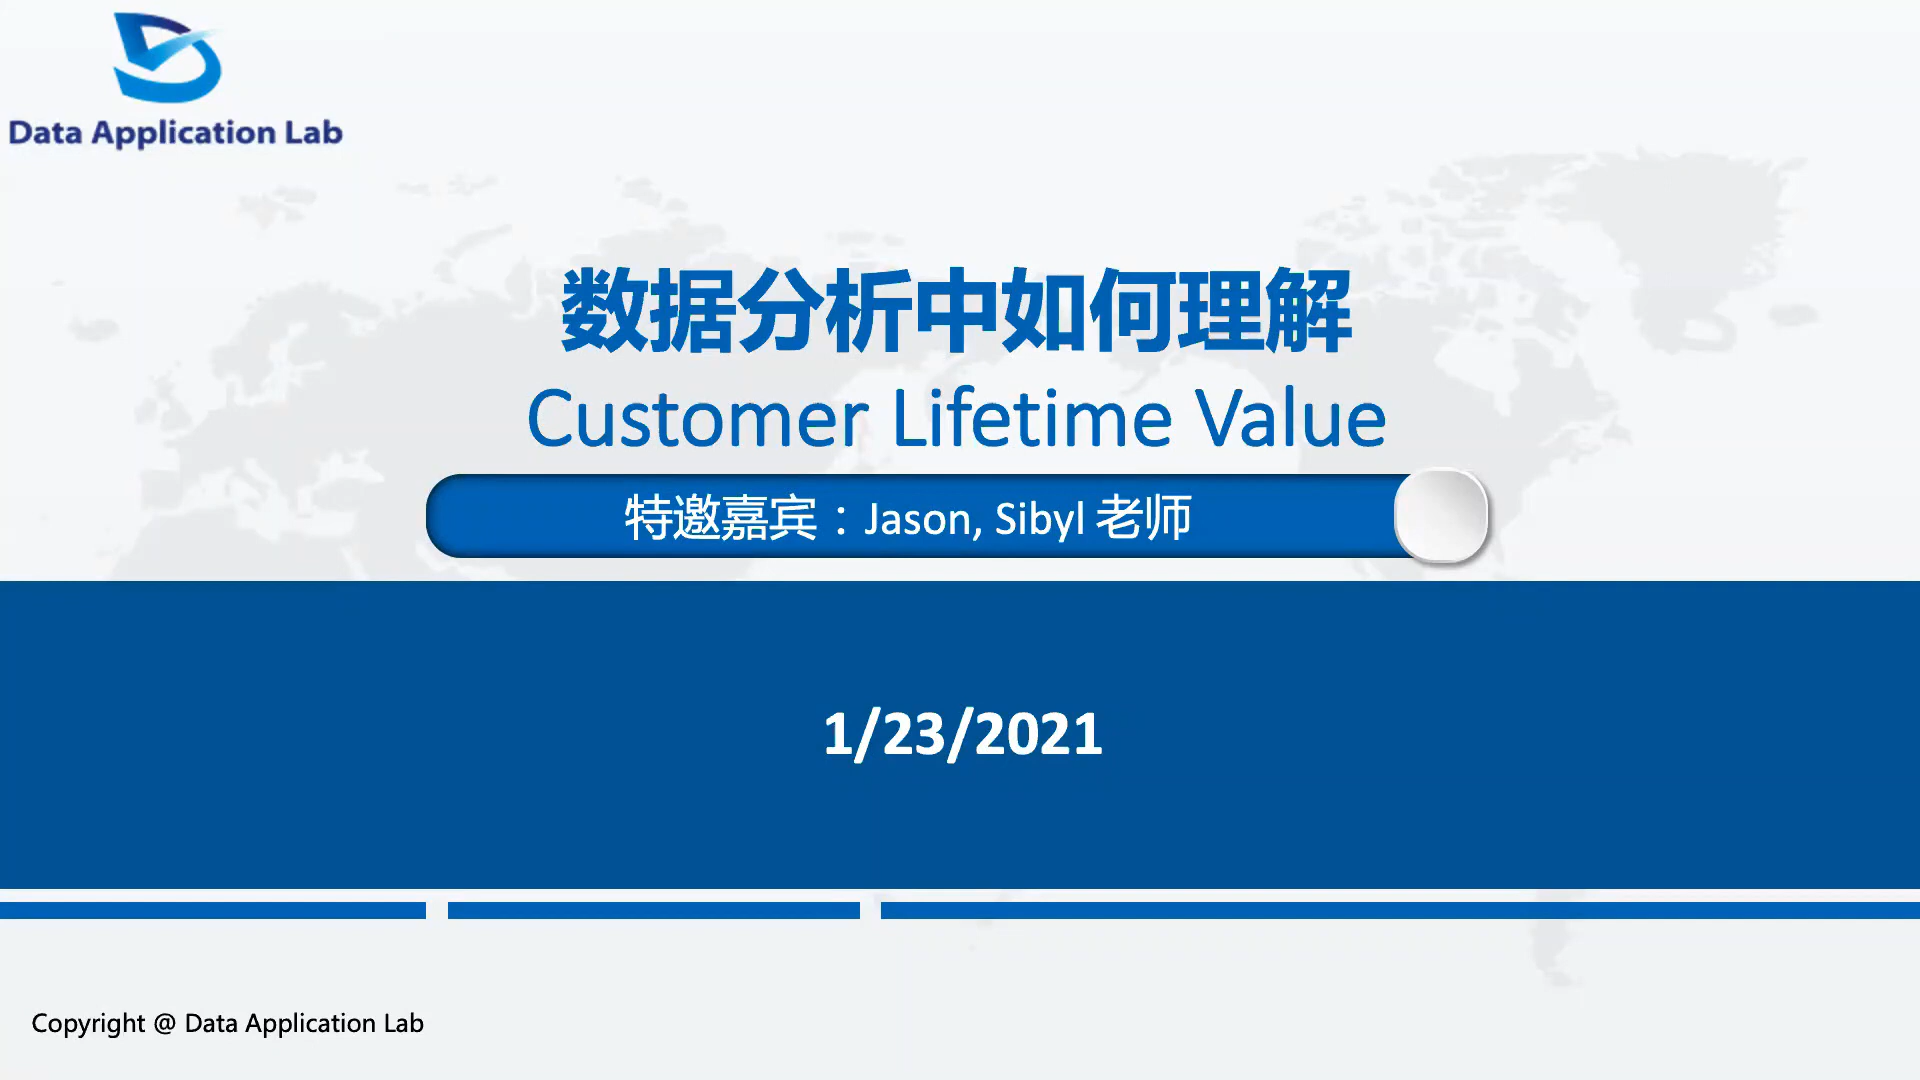 Data Application Lab
数据分析中如何理解
Customer Lifetime Value
特邀嘉宾：Jason, Sibyl 老师
1/23/2021
Copyright @ Data Application Lab